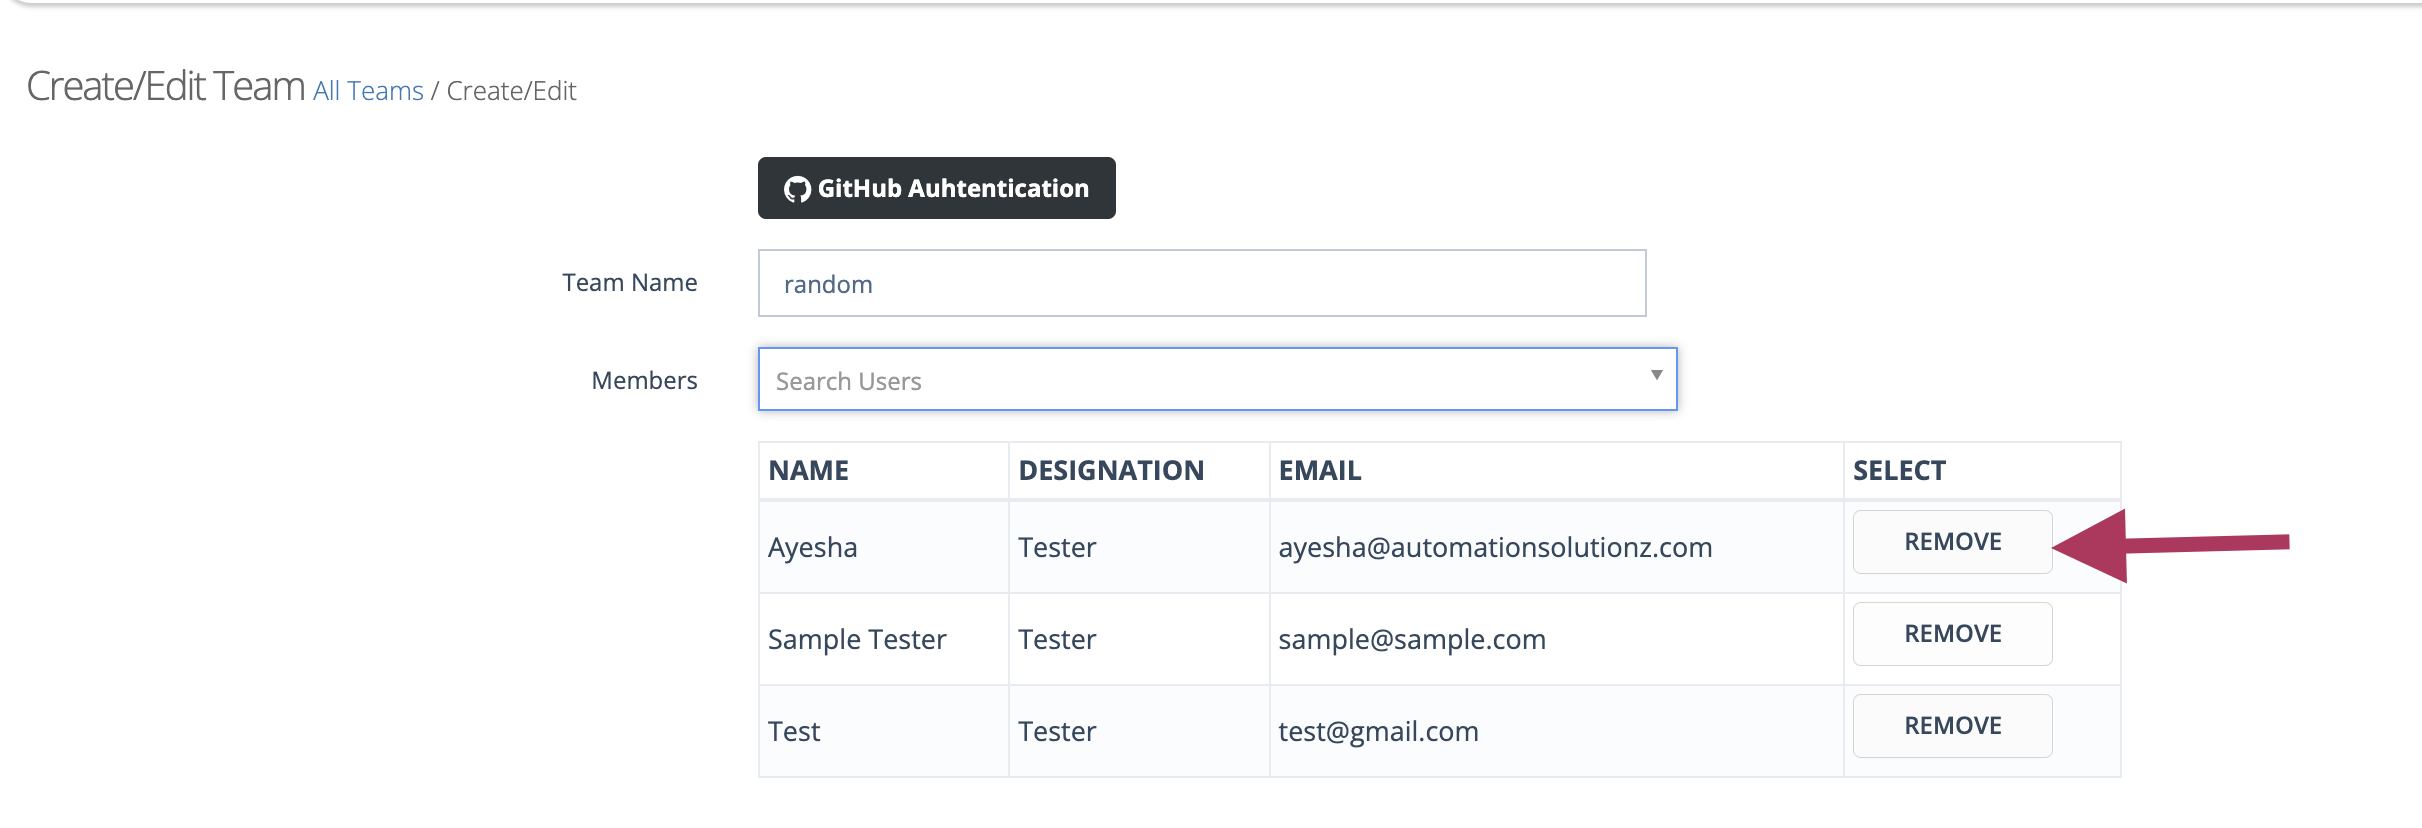 Create/Edit Team All Teams / Create/Edit
GitHub Auhtentication
Team Name random
Members Search Users
NAME DESIGNATION EMAIL SELECT
Ayesha Tester ayesha@automationsolutionz.com REMOVE
Sample Tester Tester sample@sample.com REMOVE
Test Tester test@gmail.com REMOVE